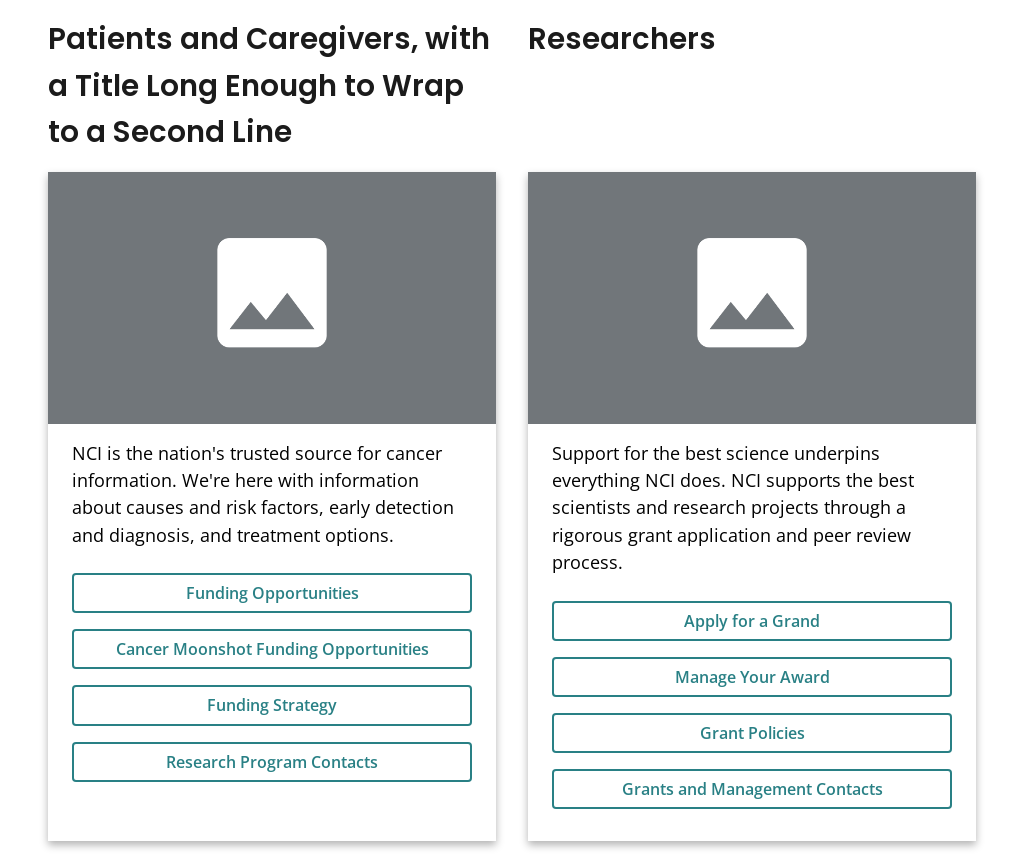 Patients and Caregivers, with
a Title Long Enough to Wrap
to a Second Line
NCI is the nation's trusted source for cancer
information. We're here with information
about causes and risk factors, early detection
and diagnosis, and treatment options.
Funding Opportunities
Cancer Moonshot Funding Opportunities
Funding Strategy
Research Program Contacts
Researchers
Support for the best science underpins
everything NCI does. NCI supports the best
scientists and research projects through a
rigorous grant application and peer review
process.
Apply for a Grand
Manage Your Award
Grant Policies
Grants and Management Contacts